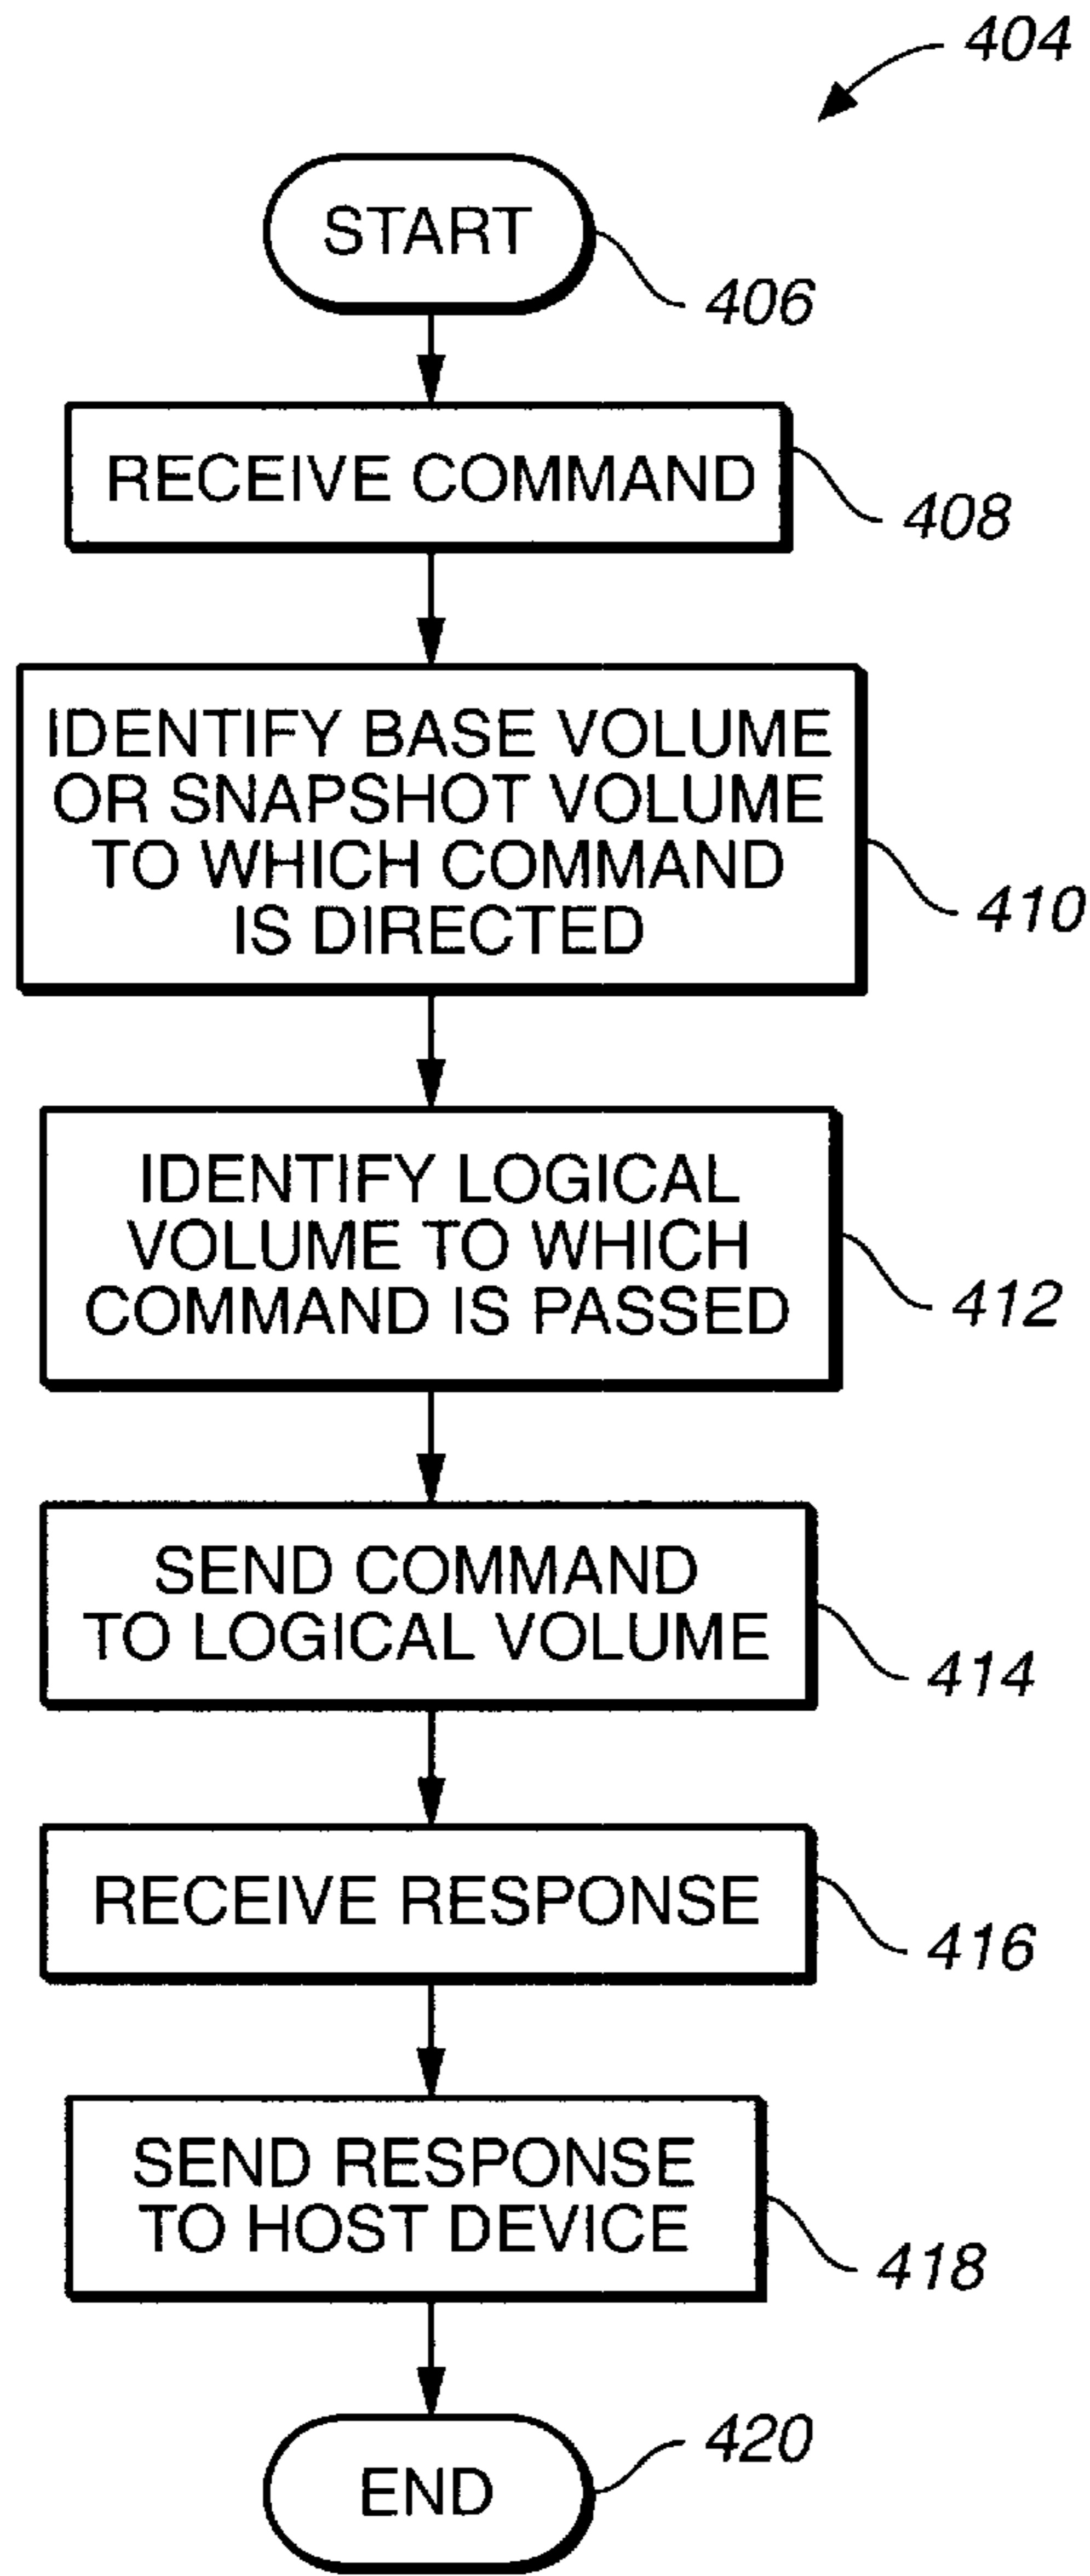 404
START
406
RECEIVE COMMAND
408
IDENTIFY BASE VOLUME
OR SNAPSHOT VOLUME
TO WHICH COMMAND
IS DIRECTED
410
IDENTIFY LOGICAL
VOLUME TO WHICH
COMMAND IS PASSED
412
SEND COMMAND
TO LOGICAL VOLUME
414
RECEIVE RESPONSE
416
SEND RESPONSE
TO HOST DEVICE
418
420
END